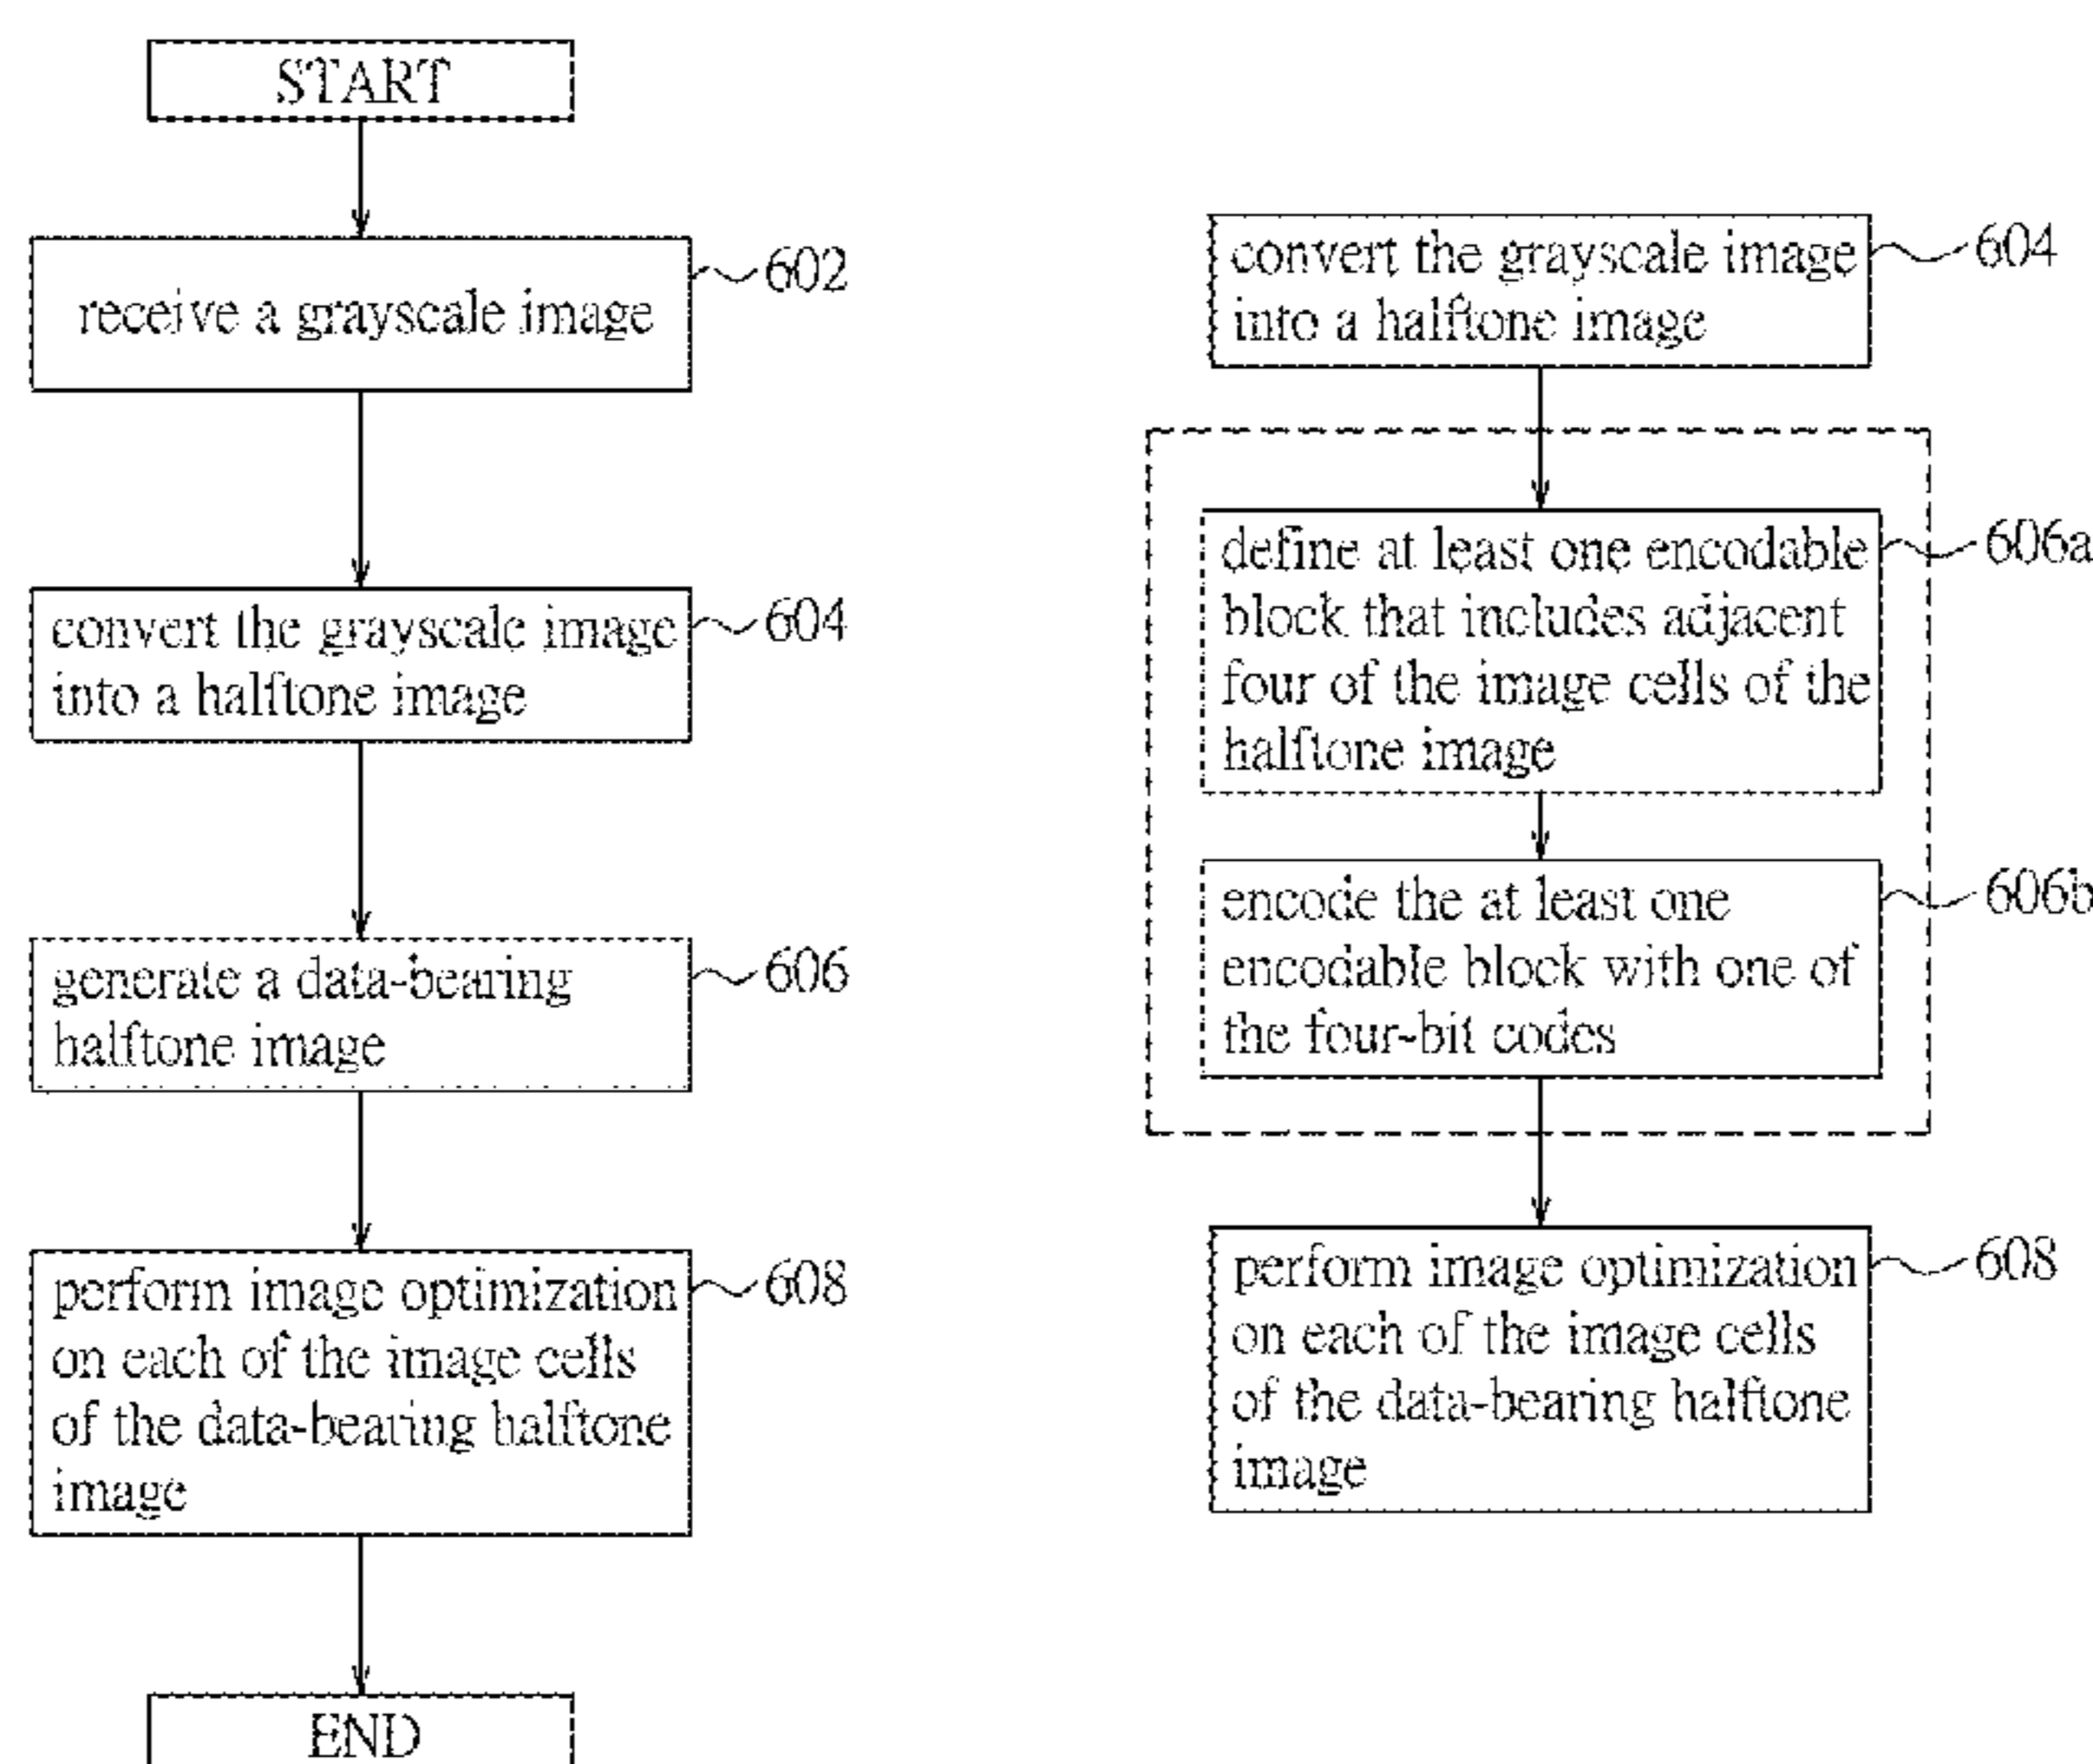 START
receive a grayscale image
602
convert the grayscale image
into a halftone image
604
generate a data-bearing
halftone image
606
perform image optimization
on each of the image cells
of the data-bearing halftone
image
608
END
convert the grayscale image
into a halftone image
604
define at least one encodable
block that includes adjacent
four of the image cells of the
halftone image
606a
encode the at least one
encodable block with one of
the four-bit codes
606b
perform image optimization
on each of the image cells
of the data-bearing halftone
image
608